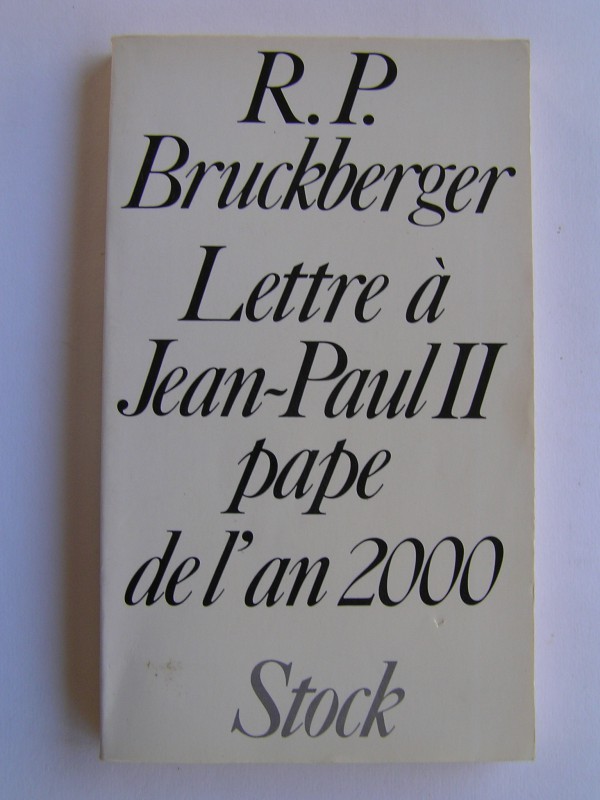 R. P.
Bruckberger
Lettre à
Jean-Paul II
pape
de l'an 2000
Stock